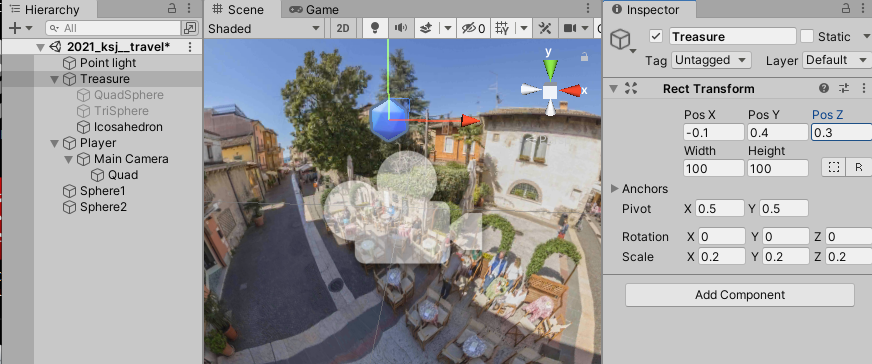 Hierarchy
All
2021_ksj__travel*
Point light
Treasure
QuadSphere
TriSphere
Icosahedron
Player
Main Camera
Quad
Sphere1
Sphere2
Scene Game
Shaded 2D 0
y
x
Inspector
Treasure Static
Tag Untagged Layer Default
Rect Transform
Pos X Pos Y Pos Z
-0.1 0.4 0.3
Width Height
100 100 R
Anchors
Pivot X 0.5 Y 0.5
Rotation X 0 Y 0 Z 0
Scale X 0.2 Y 0.2 Z 0.2
Add Component